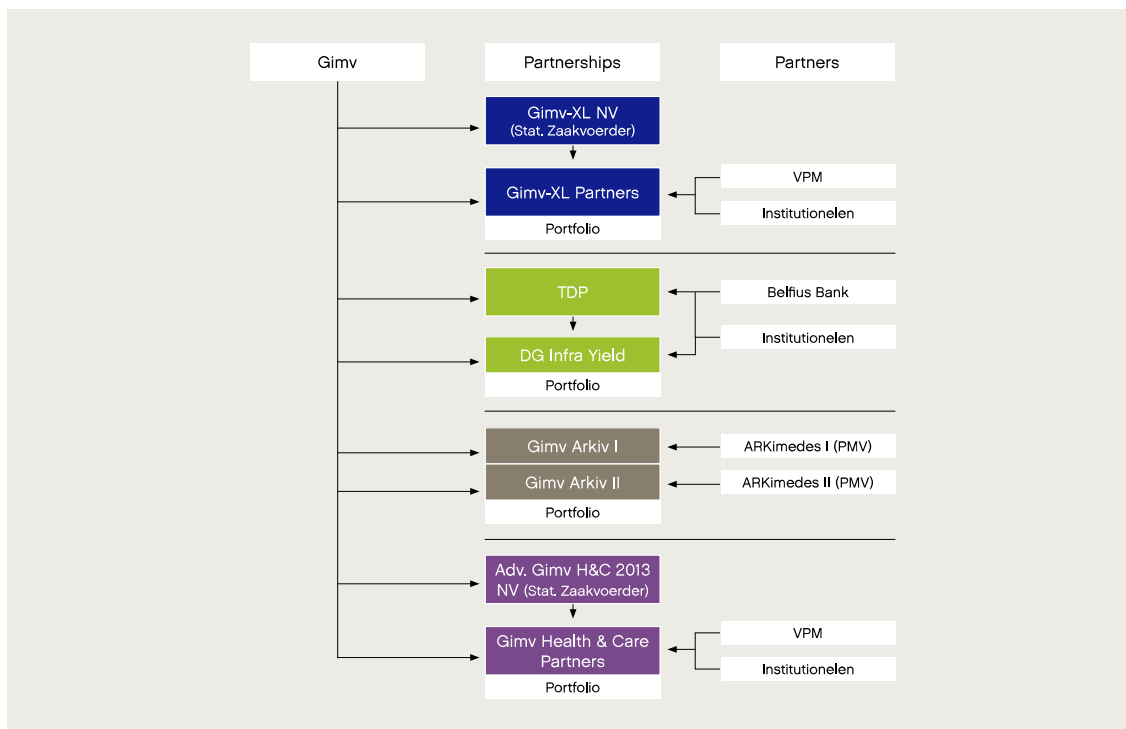 Gimv
Partnerships
Partners
Gimv-XL NV
(Stat. Zaakvoerder)
Gimv-XL Partners
Portfolio
VPM
Institutionelen
TDP
DG Infra Yield
Portfolio
Belfius Bank
Institutionelen
Gimv Arkiv I
Gimv Arkiv II
Portfolio
ARKimedes I (PMV)
ARKimedes II (PMV)
Adv. Gimv H&C 2013
NV (Stat. Zaakvoerder)
Gimv Health & Care
Partners
Portfolio
VPM
Institutionelen